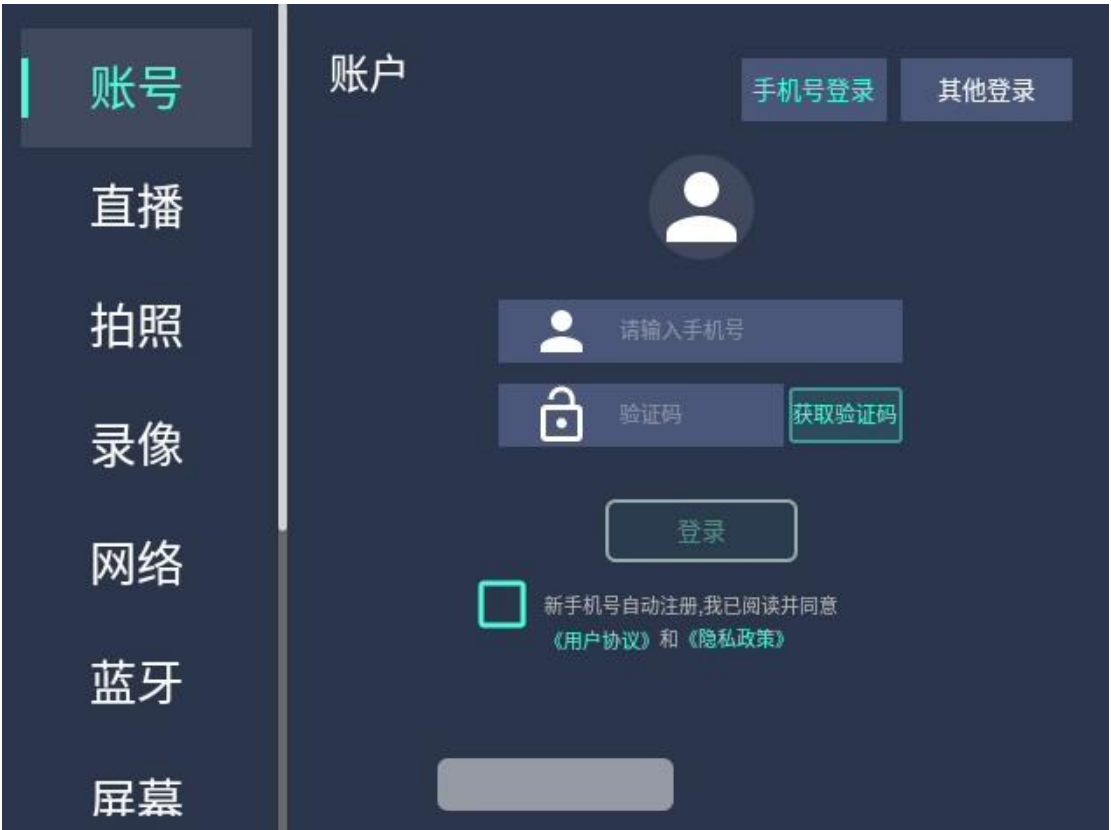 账号
直播
拍照
录像
网络
蓝牙
屏幕
账户
手机号登录
其他登录
请输入手机号
验证码
获取验证码
登录
新手机号自动注册,我已阅读并同意
《用户协议》和《隐私政策》